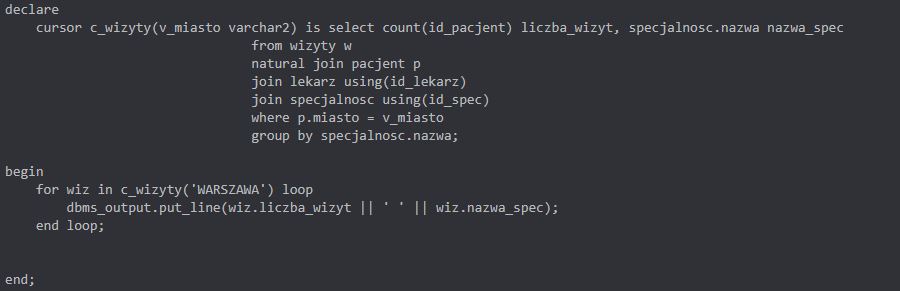 declare
    cursor c_wizyty(v_miasto varchar2) is select count(id_pacjent) liczba_wizyt, specjalnosc.nazwa nazwa_spec
                                from wizyty w
                                natural join pacjent p
                                join lekarz using(id_lekarz)
                                join specjalnosc using(id_spec)
                                where p.miasto = v_miasto
                                group by specjalnosc.nazwa;

begin
    for wiz in c_wizyty('WARSZAWA') loop
        dbms_output.put_line(wiz.liczba_wizyt || ' ' || wiz.nazwa_spec);
    end loop;


end;